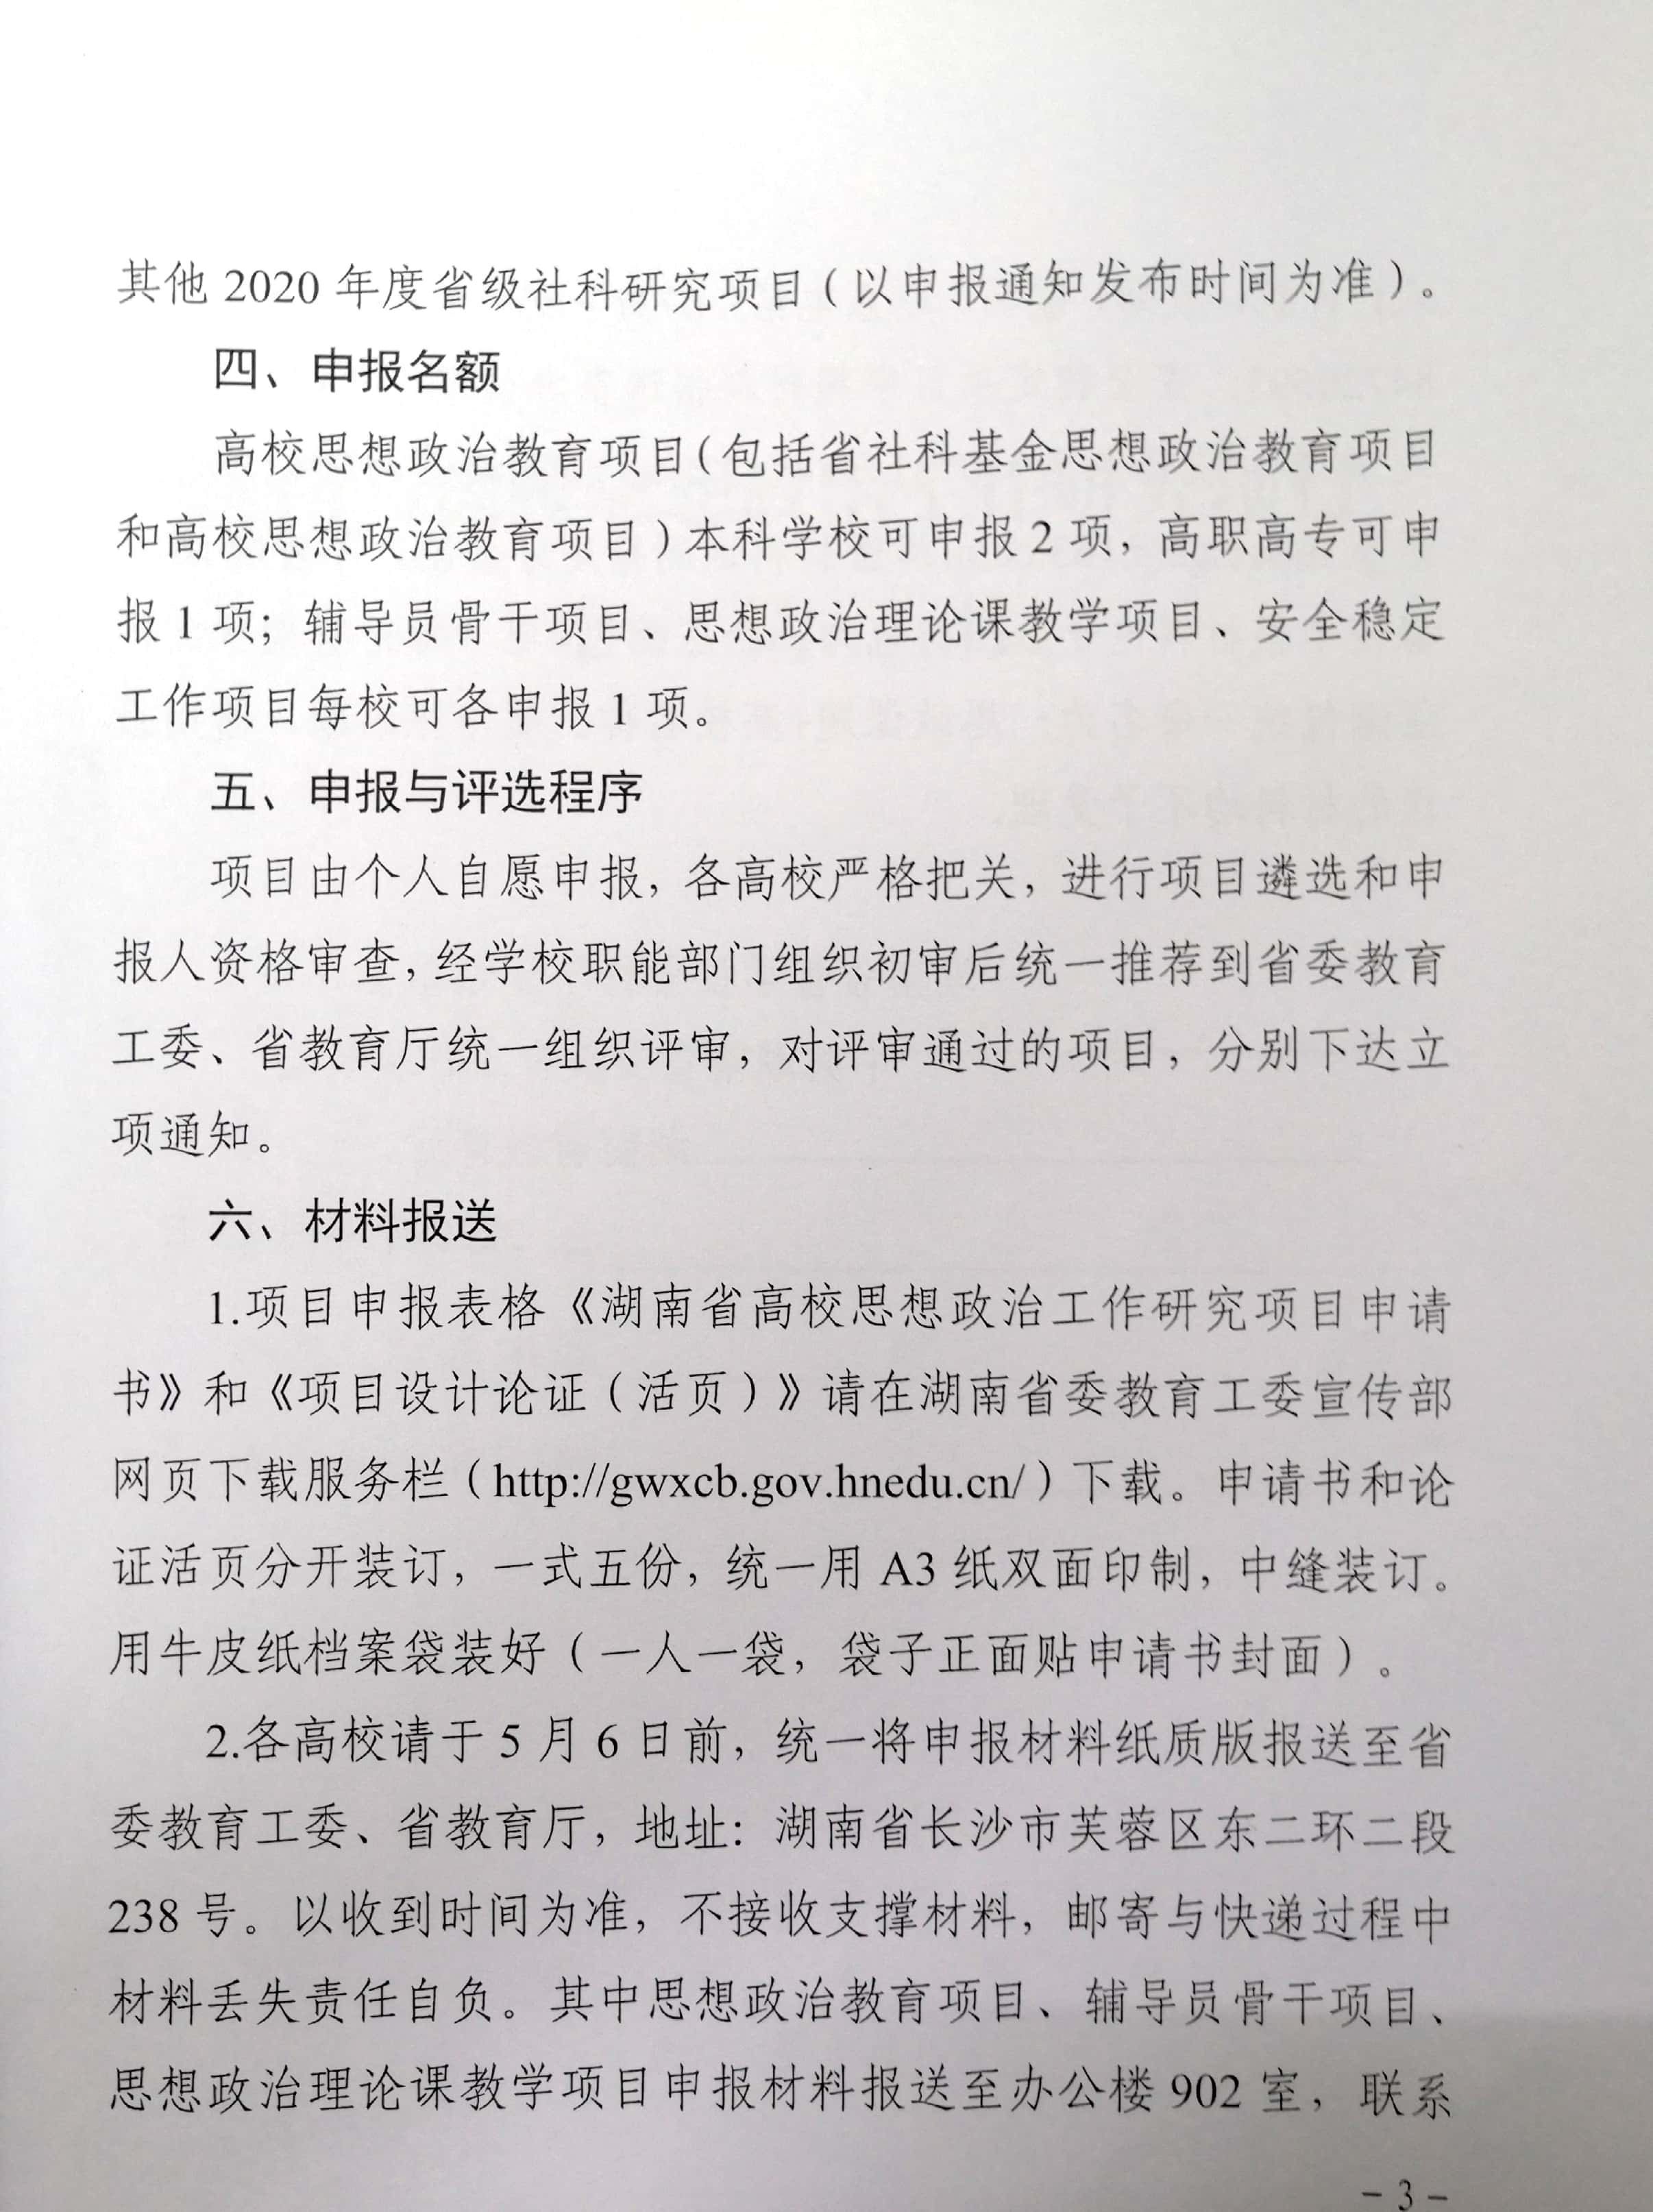 其他 2020 年度省级社科研究项目（以申报通知发布时间为准）。
四、申报名额
高校思想政治教育项目（包括省社科基金思想政治教育项目
和高校思想政治教育项目）本科学校可申报 2 项，高职高专可申
报 1 项；辅导员骨干项目、思想政治理论课教学项目、安全稳定
工作项目每校可各申报 1 项。
五、申报与评选程序
项目由个人自愿申报，各高校严格把关，进行项目遴选和申
报人资格审查，经学校职能部门组织初审后统一推荐到省委教育
工委、省教育厅统一组织评审，对评审通过的项目，分别下达立
项通知。
六、材料报送
1.项目申报表格《湖南省高校思想政治工作研究项目申请
书》和《项目设计论证（活页）》请在湖南省委教育工委宣传部
网页下载服务栏（http://gwxcb.gov.hnedu.cn/）下载。申请书和论
证活页分开装订，一式五份，统一用 A3 纸双面印制，中缝装订。
用牛皮纸档案袋装好（一人一袋，袋子正面贴申请书封面）。
2.各高校请于 5 月 6 日前，统一将申报材料纸质版报送至省
委教育工委、省教育厅，地址：湖南省长沙市芙蓉区东二环二段
238 号。以收到时间为准，不接收支撑材料，邮寄与快递过程中
材料丢失责任自负。其中思想政治教育项目、辅导员骨干项目、
思想政治理论课教学项目申报材料报送至办公楼 902 室，联系
－3－